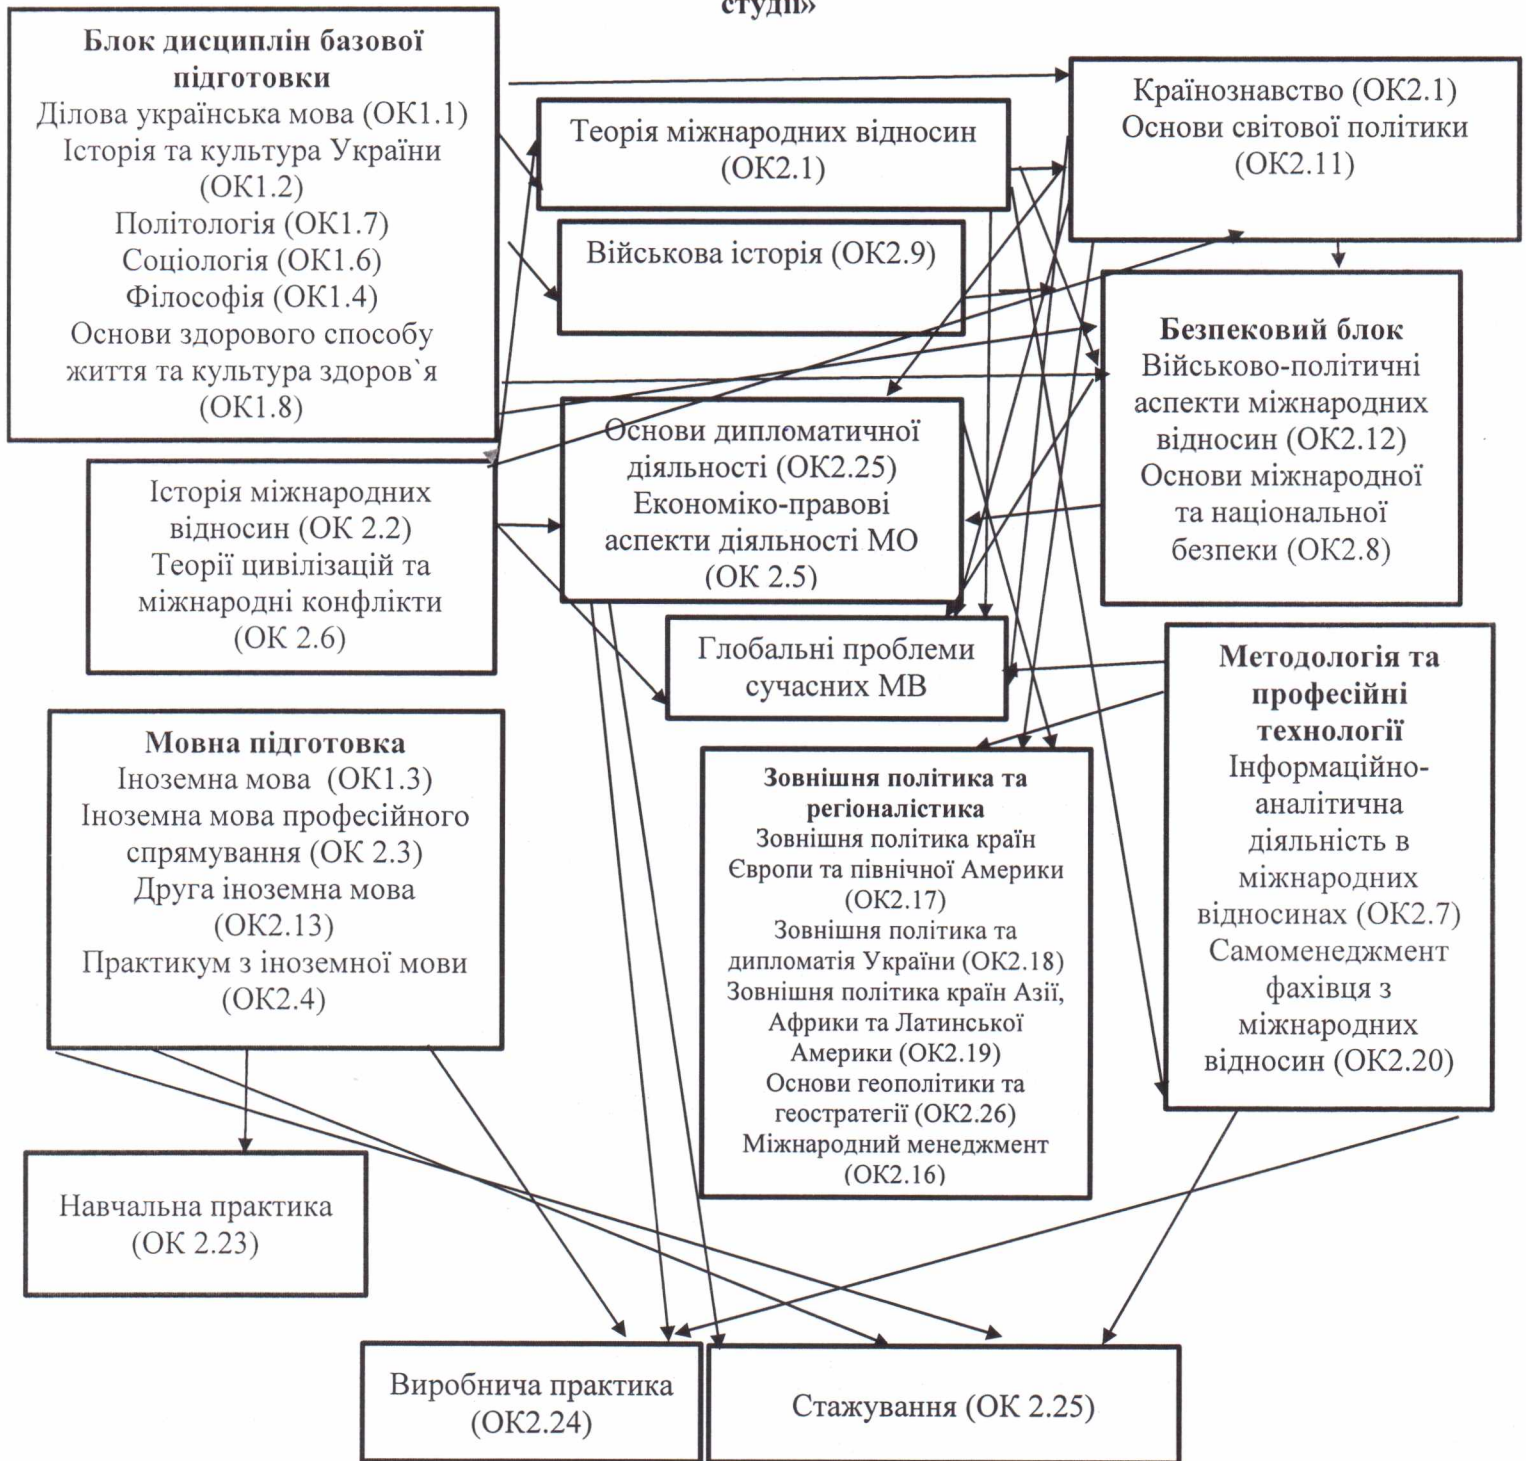 студії»
Блок дисциплін базової
підготовки
Ділова українська мова (ОК1.1)
Історія та культура України
(ОК1.2)
Політологія (ОК1.7)
Соціологія (ОК1.6)
Філософія (ОК1.4)
Основи здорового способу
життя та культура здоров`я
(ОК1.8)
Теорія міжнародних відносин
(ОК2.1)
Країнознавство (ОК2.1)
Основи світової політики
(ОК2.11)
Військова історія (ОК2.9)
Безпековий блок
Військово-політичні
аспекти міжнародних
відносин (ОК2.12)
Основи міжнародної
та національної
безпеки (ОК2.8)
Основи дипломатичної
діяльності (ОК2.25)
Економіко-правові
аспекти діяльності МО
(ОК 2.5)
Історія міжнародних
відносин (ОК 2.2)
Теорії цивілізацій та
міжнародні конфлікти
(ОК 2.6)
Глобальні проблеми
сучасних МВ
Методологія та
професійні
технології
Інформаційно-
аналітична
діяльність в
міжнародних
відносинах (ОК2.7)
Самоменеджмент
фахівця з
міжнародних
відносин (ОК2.20)
Мовна підготовка
Іноземна мова (ОК1.3)
Іноземна мова професійного
спрямування (ОК 2.3)
Друга іноземна мова
(ОК2.13)
Практикум з іноземної мови
(ОК2.4)
Зовнішня політика та
регіоналістика
Зовнішня політика країн
Європи та північної Америки
(ОК2.17)
Зовнішня політика та
дипломатія України (ОК2.18)
Зовнішня політика країн Азії,
Африки та Латинської
Америки (ОК2.19)
Основи геополітики та
геостратегії (ОК2.26)
Міжнародний менеджмент
(ОК2.16)
Навчальна практика
(ОК 2.23)
Виробнича практика
(ОК2.24)
Стажування (ОК 2.25)